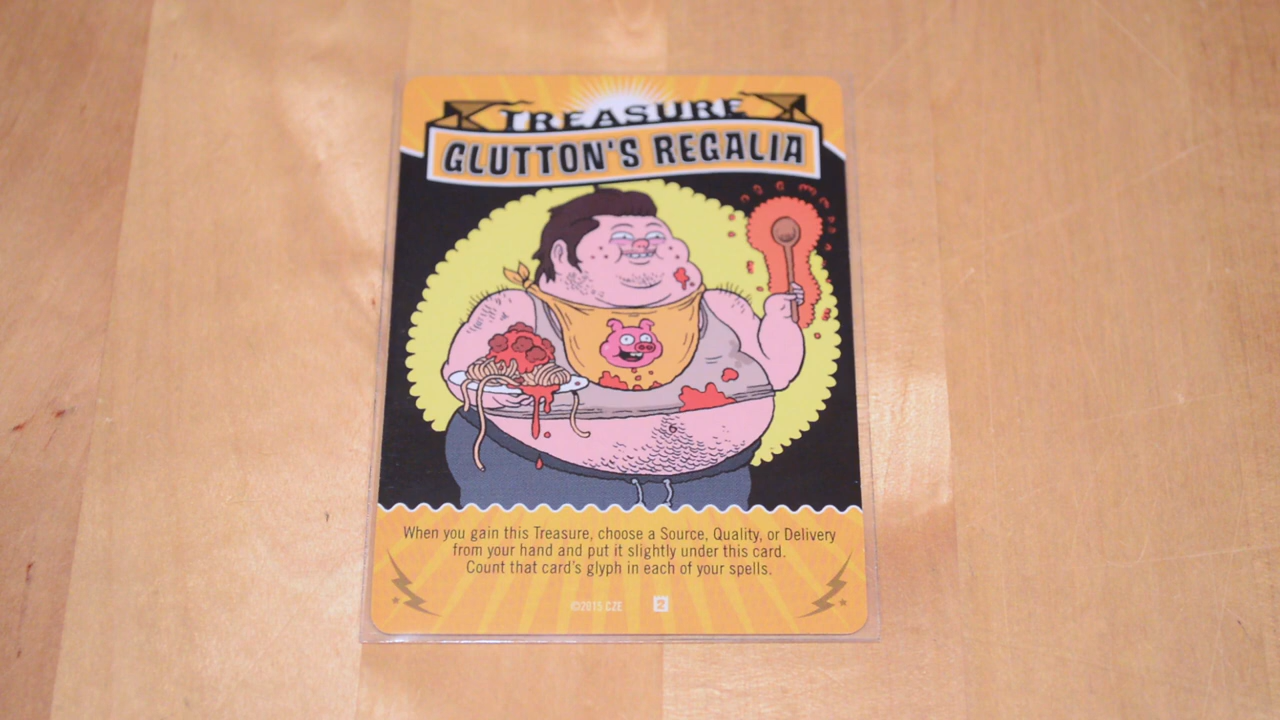 TREASURE
GLUTTON'S REGALIA
When you gain this Treasure, choose a Source, Quality, or Delivery
from your hand and put it slightly under this card.
Count that card's glyph in each of your spells.
©2015 CZE 2